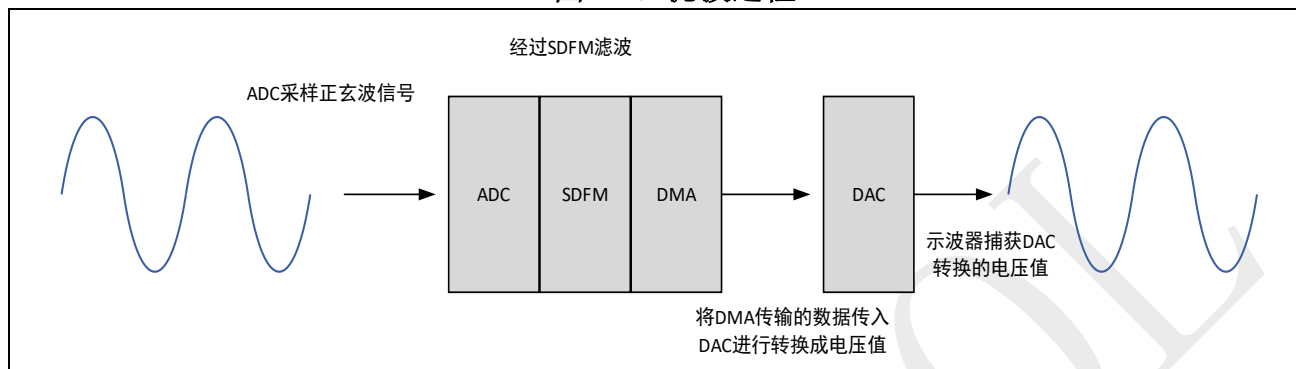 经过SDFM滤波
ADC采样正玄波信号
ADC
SDFM
DMA
DAC
示波器捕获DAC
转换的电压值
将DMA传输的数据传入
DAC进行转换成电压值